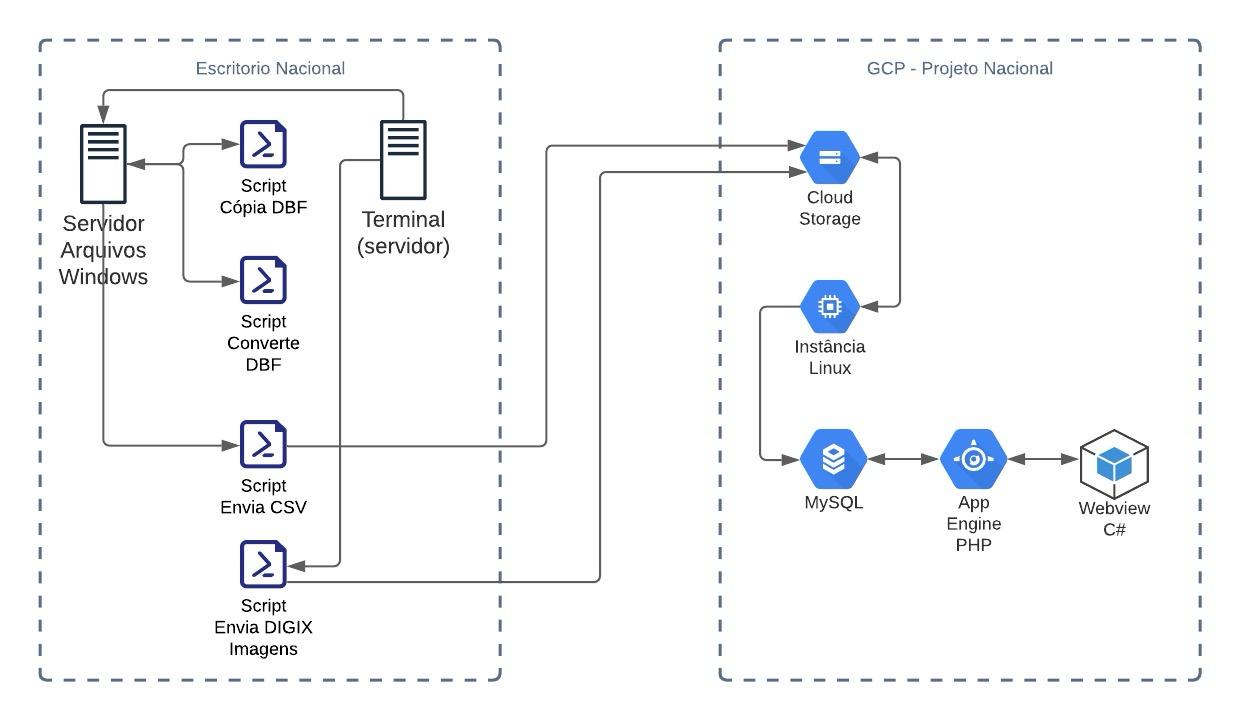 Escritorio Nacional
GCP - Projeto Nacional
Servidor
Arquivos
Windows
Script
Cópia DBF
Terminal
(servidor)
Script
Converte
DBF
Script
Envia CSV
Script
Envia DIGIX
Imagens
Cloud
Storage
Instância
Linux
MySQL
App
Engine
PHP
Webview
C#